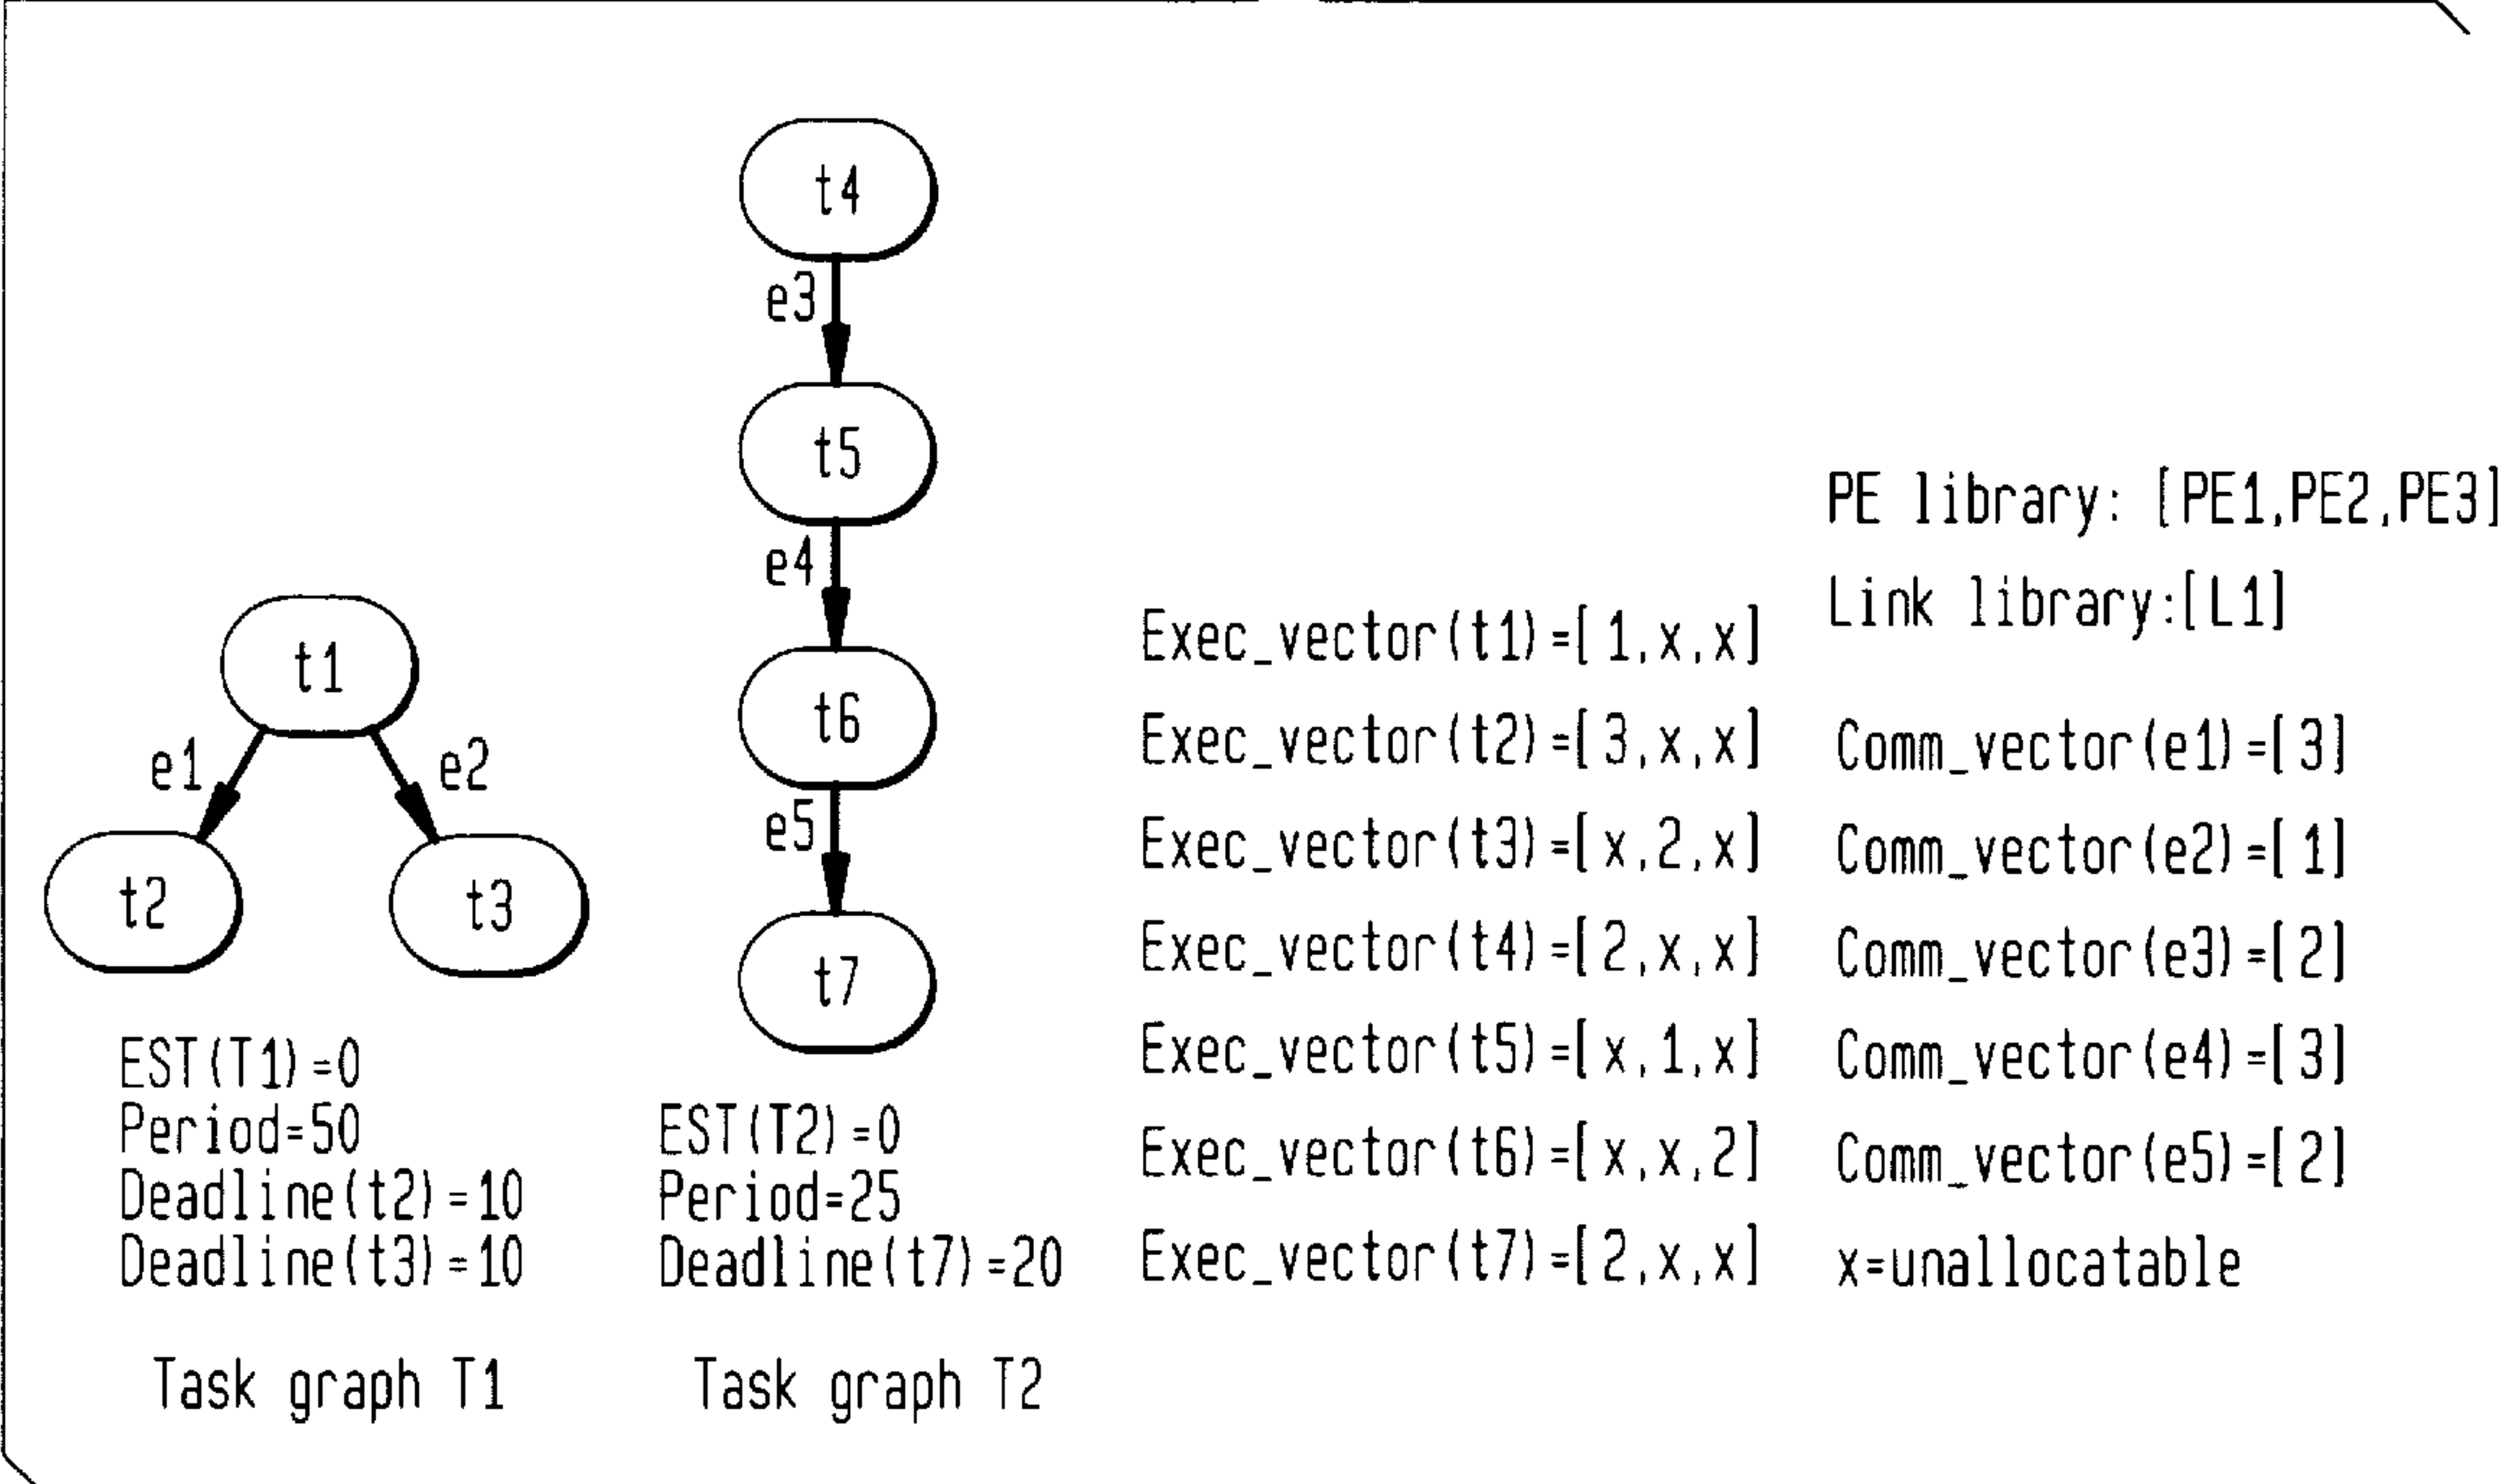 t4
e3
t5
e4
t6
e5
t7
t1
e1
e2
t2
t3
EST(T1)=0
Period=50
Deadline(t2)=10
Deadline(t3)=10
Task graph T1
EST(T2)=0
Period=25
Deadline(t7)=20
Task graph T2
Exec_vector(t1)=[1,x,x]
Exec_vector(t2)=[3,x,x]
Exec_vector(t3)=[x,2,x]
Exec_vector(t4)=[2,x,x]
Exec_vector(t5)=[x,1,x]
Exec_vector(t6)=[x,x,2]
Exec_vector(t7)=[2,x,x]
PE library: [PE1,PE2,PE3]
Link library:[L1]
Comm_vector(e1)=[3]
Comm_vector(e2)=[1]
Comm_vector(e3)=[2]
Comm_vector(e4)=[3]
Comm_vector(e5)=[2]
x=unallocatable